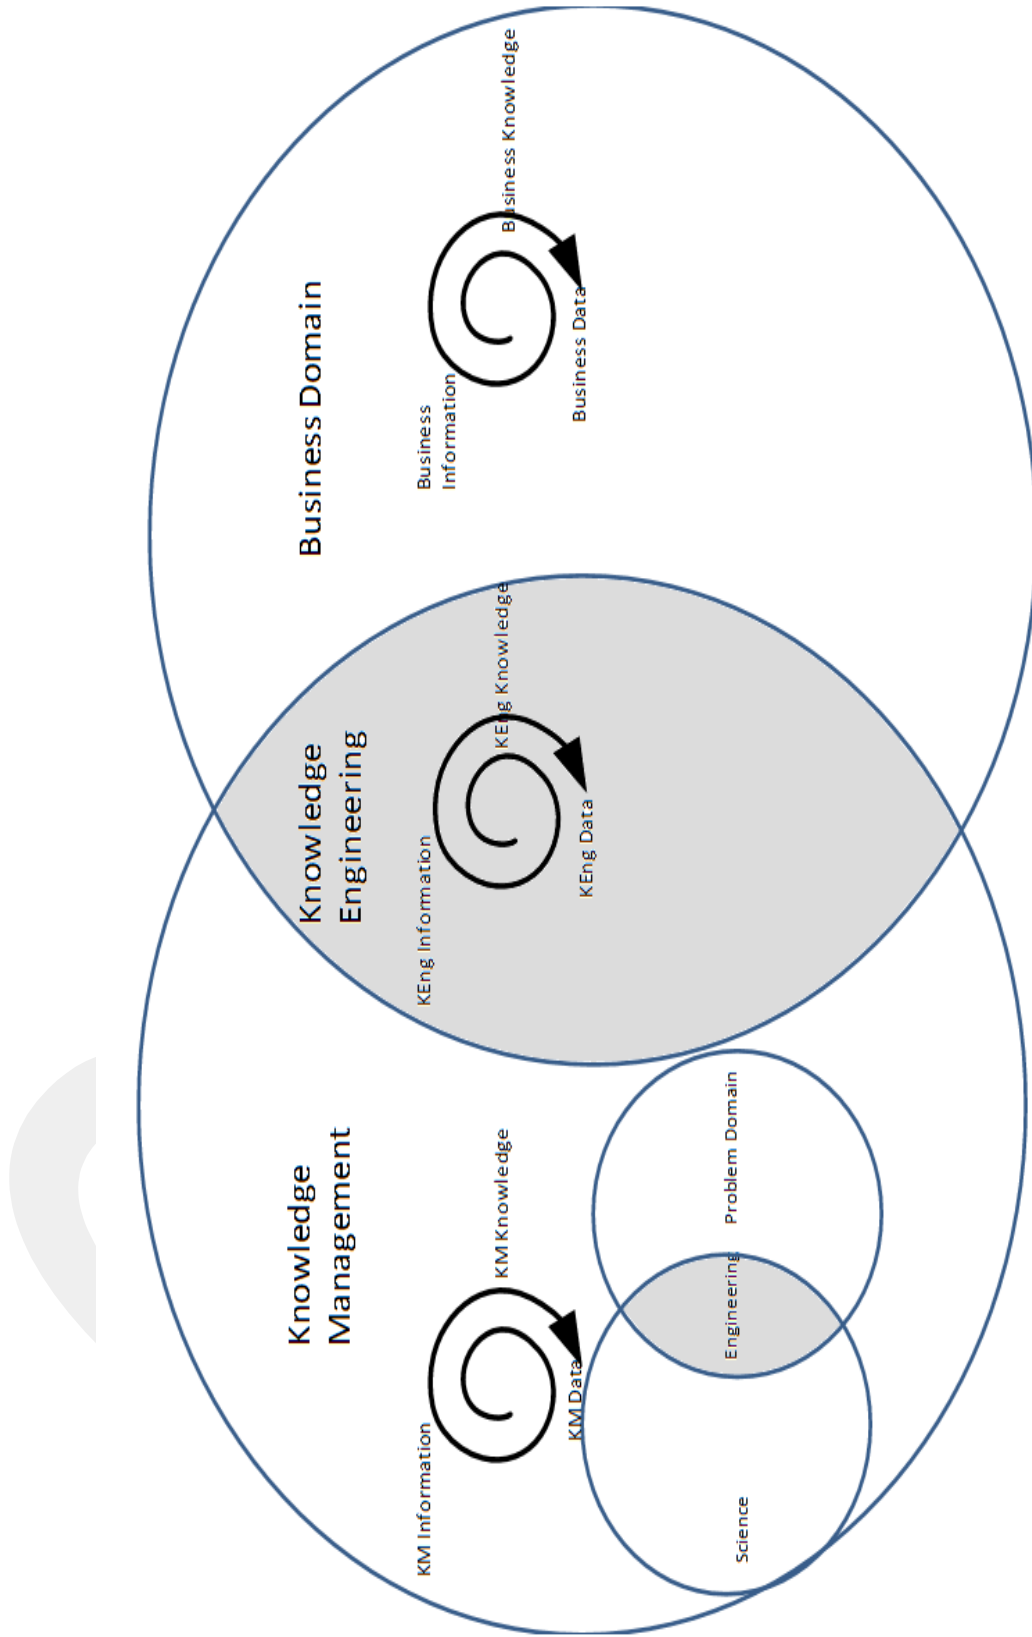 Knowledge
Management
KM Information
KM Knowledge
KM Data
Science
Engineering
Problem Domain
Knowledge
Engineering
KEng Information
KEng Knowledge
KEng Data
Business Domain
Business
Information
Business Knowledge
Business Data